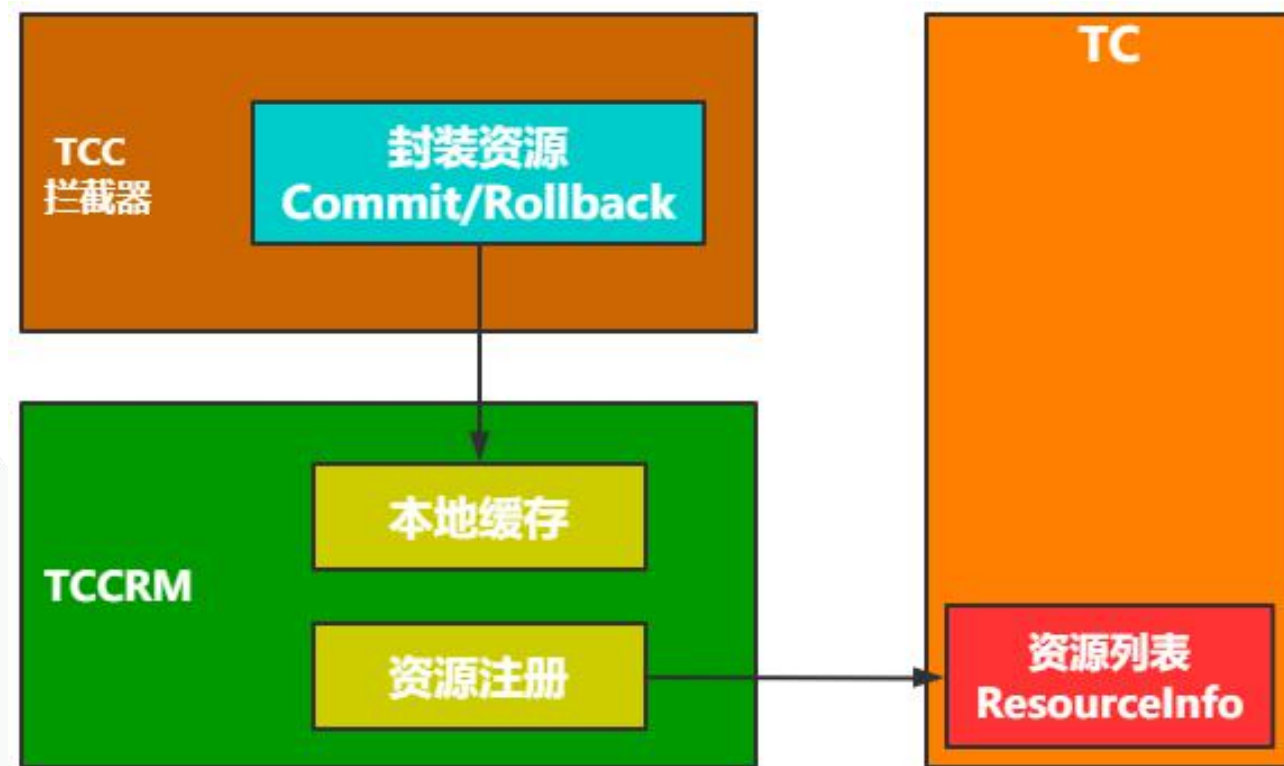 TCC
拦截器
封装资源
Commit/Rollback
TC
TCCRM
本地缓存
资源注册
资源列表
ResourceInfo